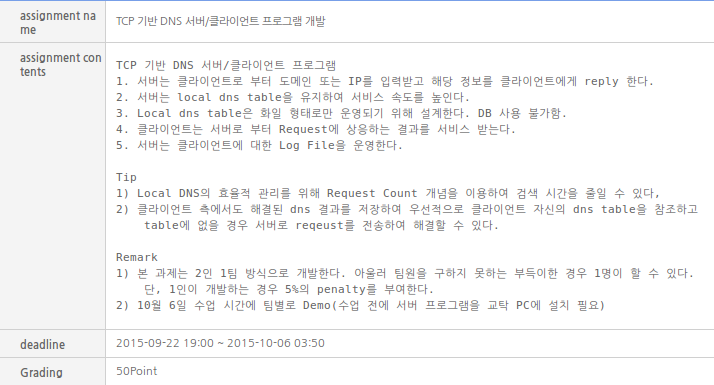 assignment na
me
TCP 기반 DNS 서버/클라이언트 프로그램 개발
assignment con
tents
TCP 기반 DNS 서버/클라이언트 프로그램
1. 서버는 클라이언트로 부터 도메인 또는 IP를 입력받고 해당 정보를 클라이언트에게 reply 한다.
2. 서버는 local dns table을 유지하여 서비스 속도를 높인다.
3. Local dns table은 화일 형태로만 운영되기 위해 설계한다. DB 사용 불가함.
4. 클라이언트는 서버로 부터 Request에 상응하는 결과를 서비스 받는다.
5. 서버는 클라이언트에 대한 Log File을 운영한다.
Tip
1) Local DNS의 효율적 관리를 위해 Request Count 개념을 이용하여 검색 시간을 줄일 수 있다,
2) 클라이언트 측에서도 해결된 dns 결과를 저장하여 우선적으로 클라이언트 자신의 dns table을 참조하고
table에 없을 경우 서버로 reqeust를 전송하여 해결할 수 있다.
Remark
1) 본 과제는 2인 1팀 방식으로 개발한다. 아울러 팀원을 구하지 못하는 부득이한 경우 1명이 할 수 있다.
단, 1인이 개발하는 경우 5%의 penalty를 부여한다.
2) 10월 6일 수업 시간에 팀별로 Demo(수업 전에 서버 프로그램을 교탁 PC에 설치 필요)
deadline
2015-09-22 19:00 ~ 2015-10-06 03:50
Grading
50Point